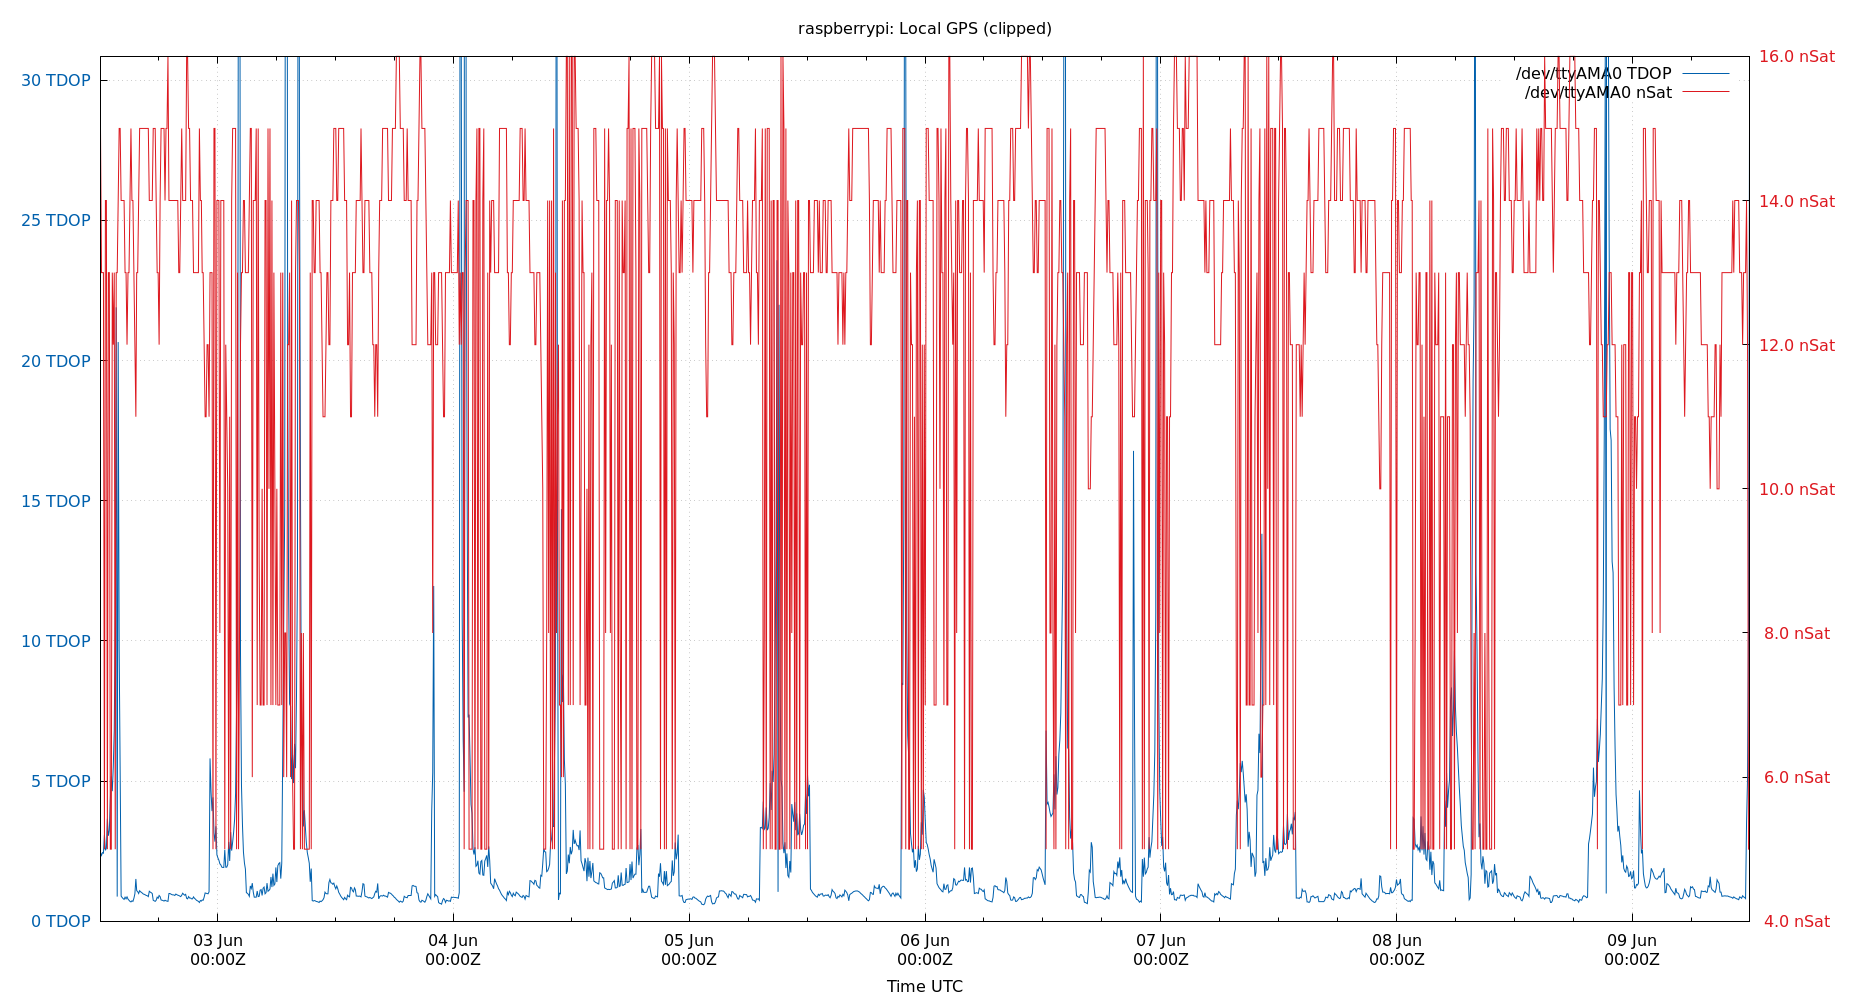 raspberrypi: Local GPS (clipped)
/dev/ttyAMA0 TDOP
/dev/ttyAMA0 nSat
30 TDOP
25 TDOP
20 TDOP
15 TDOP
10 TDOP
5 TDOP
0 TDOP
16.0 nSat
14.0 nSat
12.0 nSat
10.0 nSat
8.0 nSat
6.0 nSat
4.0 nSat
03 Jun 04 Jun 05 Jun 06 Jun 07 Jun 08 Jun 09 Jun
00:00Z 00:00Z 00:00Z 00:00Z 00:00Z 00:00Z 00:00Z
Time UTC